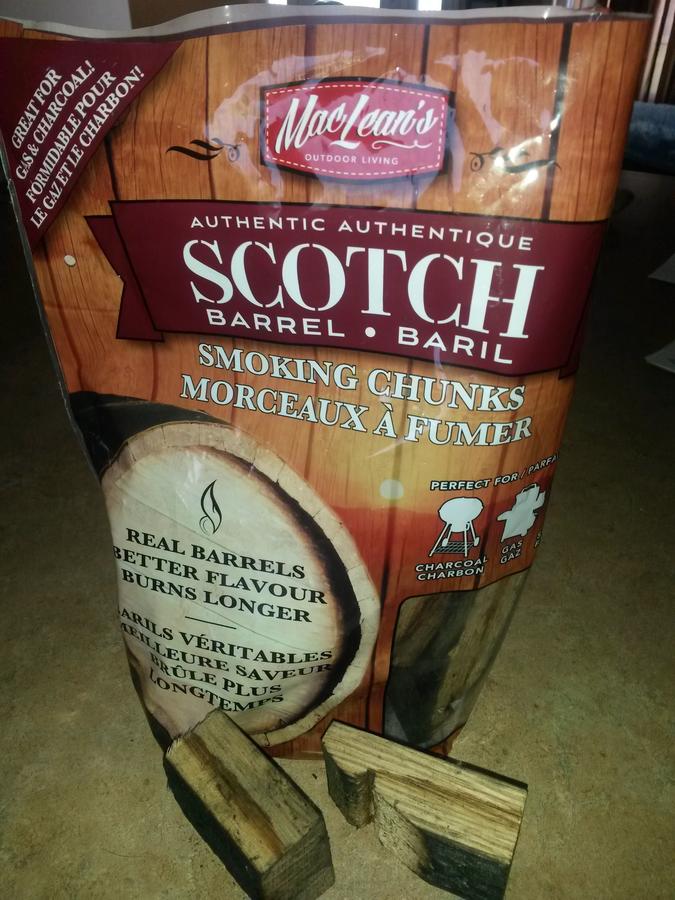 GREAT FOR
GAS & CHARCOAL!
FORMIDABLE POUR
LE GAZ ET LE CHARBON!
MacLean's
OUTDOOR LIVING
AUTHENTIC AUTHENTIQUE
SCOTCH
BARREL • BARIL
SMOKING CHUNKS
MORCEAUX À FUMER
PERFECT FOR / PARFA
CHARCOAL
CHARBON
GAS
GAZ
REAL BARRELS
BETTER FLAVOUR
BURNS LONGER
BARILS VÉRITABLES
MEILLEURE SAVEUR
BRÛLE PLUS
LONGTEMPS